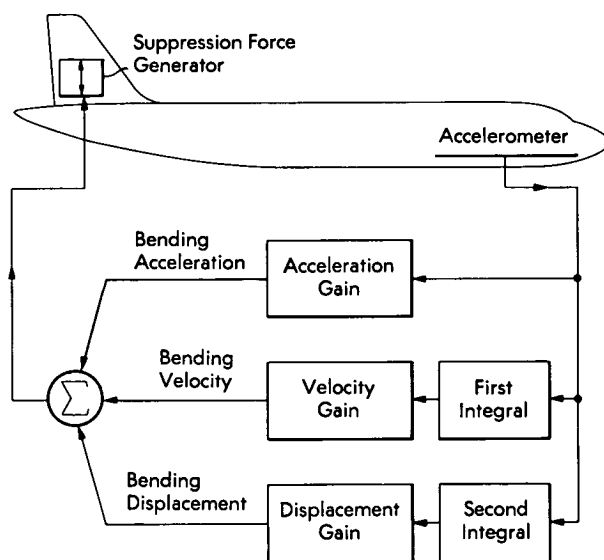 Suppression Force
Generator
Accelerometer
Bending
Acceleration
Acceleration
Gain
Bending
Velocity
Velocity
Gain
First
Integral
Σ
Bending
Displacement
Displacement
Gain
Second
Integral